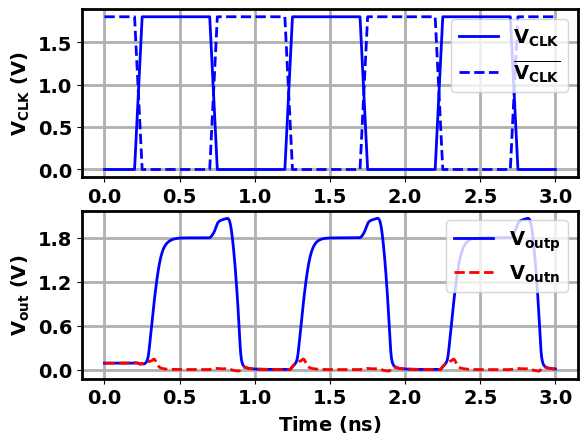 V_CLK (V)
1.5
1.0
0.5
0.0
V_CLK
V̅_̅C̅L̅K̅
0.0 0.5 1.0 1.5 2.0 2.5 3.0
V_out (V)
1.8
1.2
0.6
0.0
V_outp
V_outn
0.0 0.5 1.0 1.5 2.0 2.5 3.0
Time (ns)